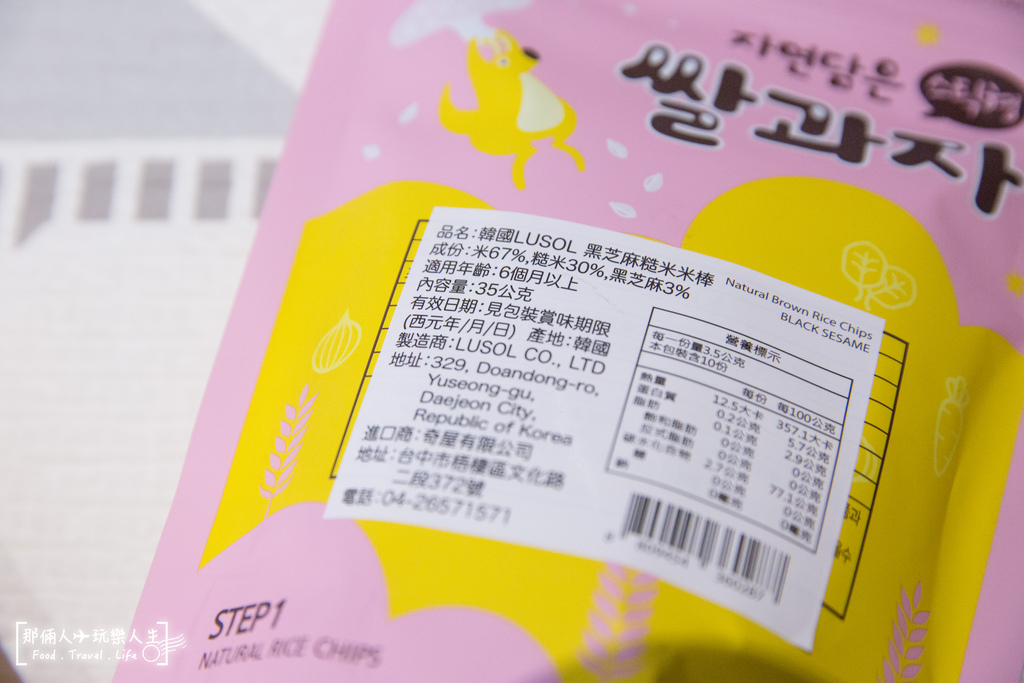 자연담은
쌀과자
品名:韓國LUSOL 黑芝麻糙米米棒
成份:米67%,糙米30%,黑芝麻3%
適用年齡:6個月以上
內容量:35公克
有效日期:見包裝賞味期限
(西元年/月/日) 產地:韓國
製造商:LUSOL CO., LTD
地址:329, Doandong-ro,
Yuseong-gu,
Daejeon City,
Republic of Korea
進口商:奇屋有限公司
地址:台中市梧棲區文化路
二段372號
電話:04-26571571
Natural Brown Rice Chips
BLACK SESAME
營養標示
每一份量3.5公克
本包裝含10份
每份 每100公克
熱量 12.5大卡 357.1大卡
蛋白質 0.2公克 5.7公克
脂肪 0.1公克 2.9公克
飽和脂肪 0公克 0公克
反式脂肪 0公克 0公克
碳水化合物 2.7公克 77.1公克
糖 0公克 0公克
鈉 0毫克 0毫克
STEP1
NATURAL RICE CHIIPS
那倆人 玩樂人生
Food . Travel . Life